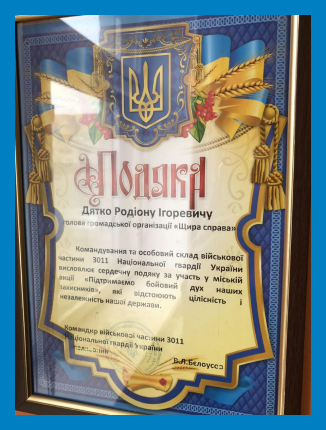 Подяка
Дятко Родіону Ігоревичу
голові громадської організації «Щира справа»
Командування та особовий склад військової
частини 3011 Національної гвардії України
висловлює сердечну подяку за участь у міській
акції «Підтримаємо бойовий дух наших
захисників», які відстоюють цілісність і
незалежність нашої держави.
Командир військової частини 3011
Національної гвардії України
В.Л.Бєлоусов